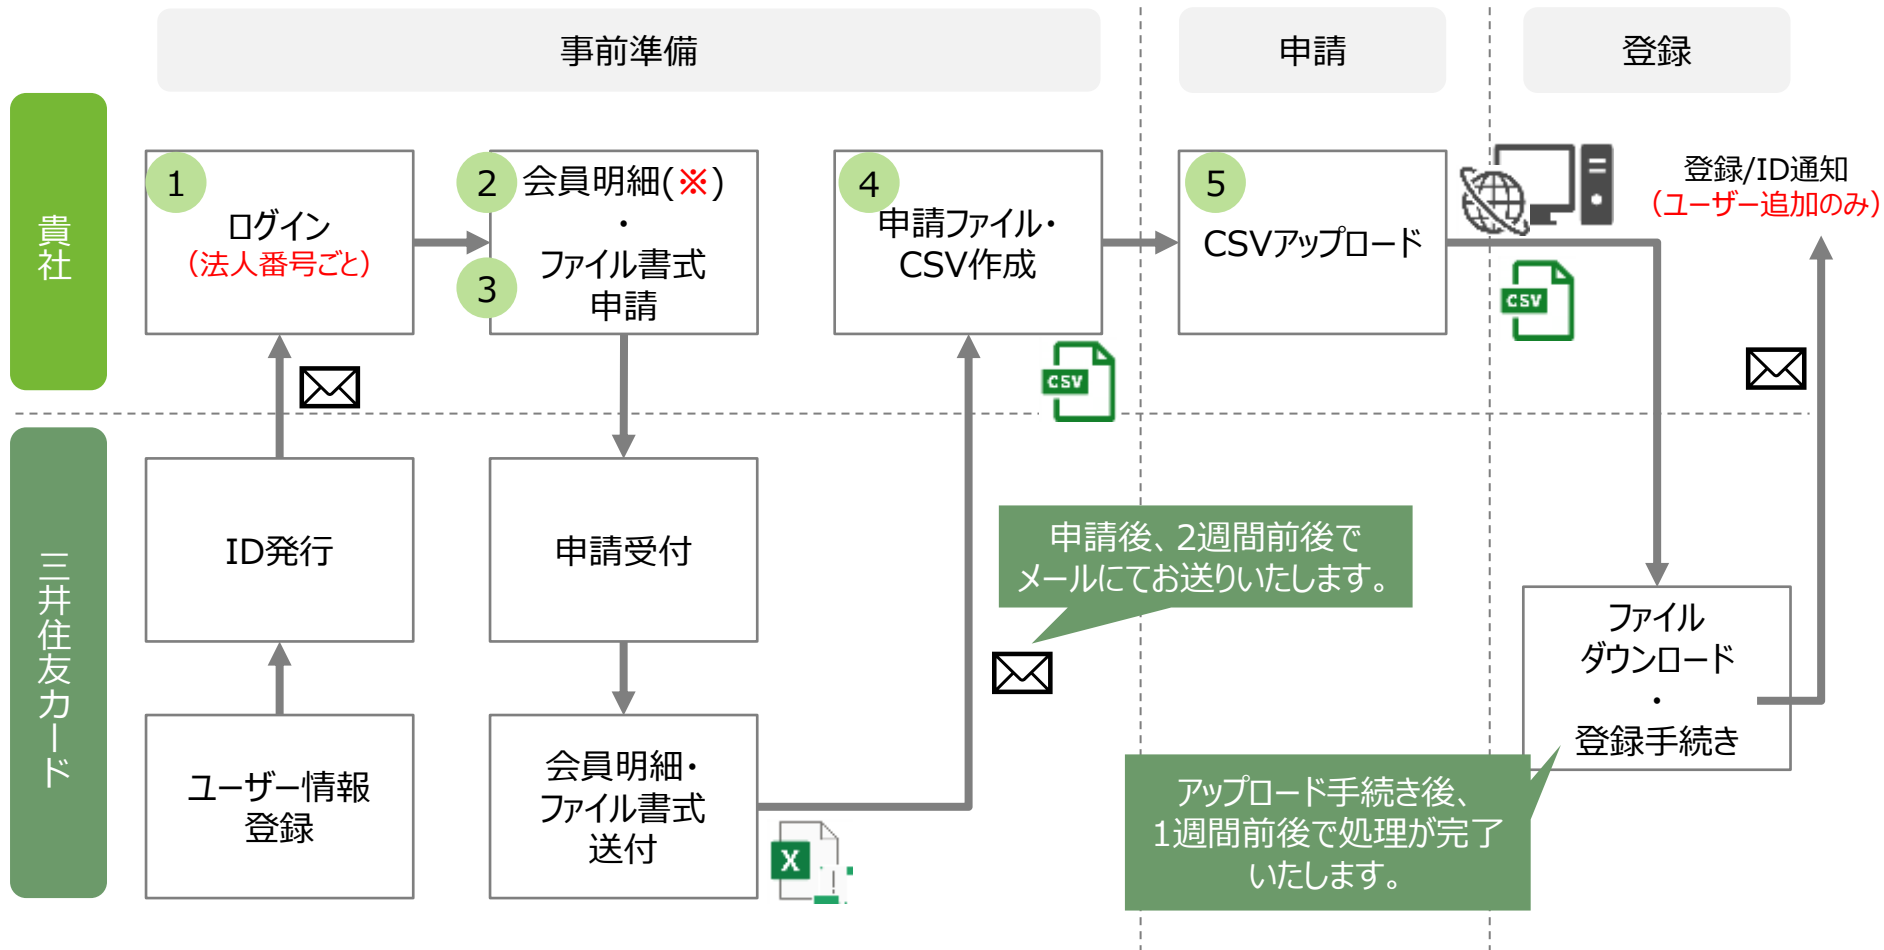 事前準備
申請
登録
貴社
1
ログイン
（法人番号ごと）
2
会員明細(※)
・
3
ファイル書式
申請
4
申請ファイル・
CSV作成
5
CSVアップロード
登録/ID通知
（ユーザー追加のみ）
CSV
CSV
三井住友カード
ID発行
申請受付
申請後、2週間前後で
メールにてお送りいたします。
ファイル
ダウンロード
・
登録手続き
ユーザー情報
登録
会員明細・
ファイル書式
送付
X
アップロード手続き後、
1週間前後で処理が完了
いたします。